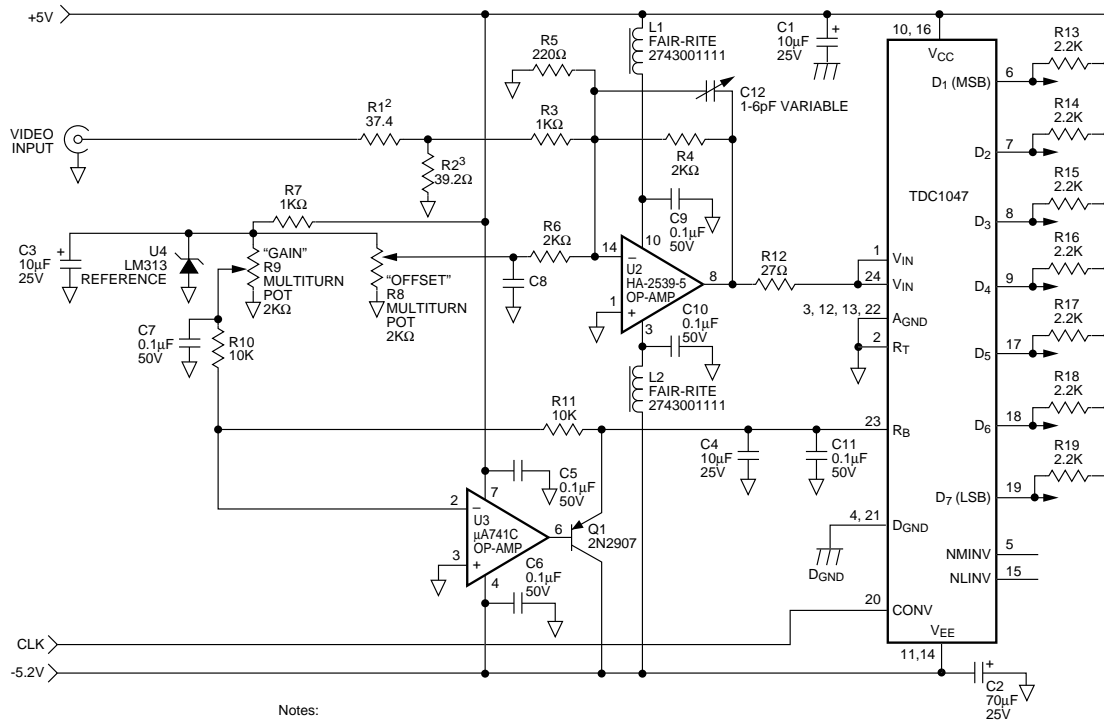 +5V
VIDEO
INPUT
R1²
37.4
R2³
39.2Ω
R5
220Ω
R3
1KΩ
R4
2KΩ
C12
1-6pF VARIABLE
L1
FAIR-RITE
2743001111
C1
10µF
25V
+
R7
1KΩ
C3
10µF
25V
+
U4
LM313
REFERENCE
"GAIN"
R9
MULTITURN
POT
2KΩ
"OFFSET"
R8
MULTITURN
POT
2KΩ
C7
0.1µF
50V
R10
10K
C8
R6
2KΩ
C9
0.1µF
50V
10
14
−
U2
HA-2539-5
OP-AMP
1
+
8
3
R12
27Ω
C10
0.1µF
50V
L2
FAIR-RITE
2743001111
R11
10K
C4
10µF
25V
C11
0.1µF
50V
C5
0.1µF
50V
7
2
−
U3
µA741C
OP-AMP
3
+
4
6
Q1
2N2907
C6
0.1µF
50V
CLK
-5.2V
10, 16
VCC
TDC1047
1
VIN
24
VIN
3, 12, 13, 22
AGND
2
RT
23
RB
4, 21
DGND
DGND
20
CONV
VEE
11,14
D1 (MSB)
6
D2
7
D3
8
D4
9
D5
17
D6
18
D7 (LSB)
19
NMINV
5
NLINV
15
R13
2.2K
R14
2.2K
R15
2.2K
R16
2.2K
R17
2.2K
R18
2.2K
R19
2.2K
+
C2
70µF
25V
Notes: